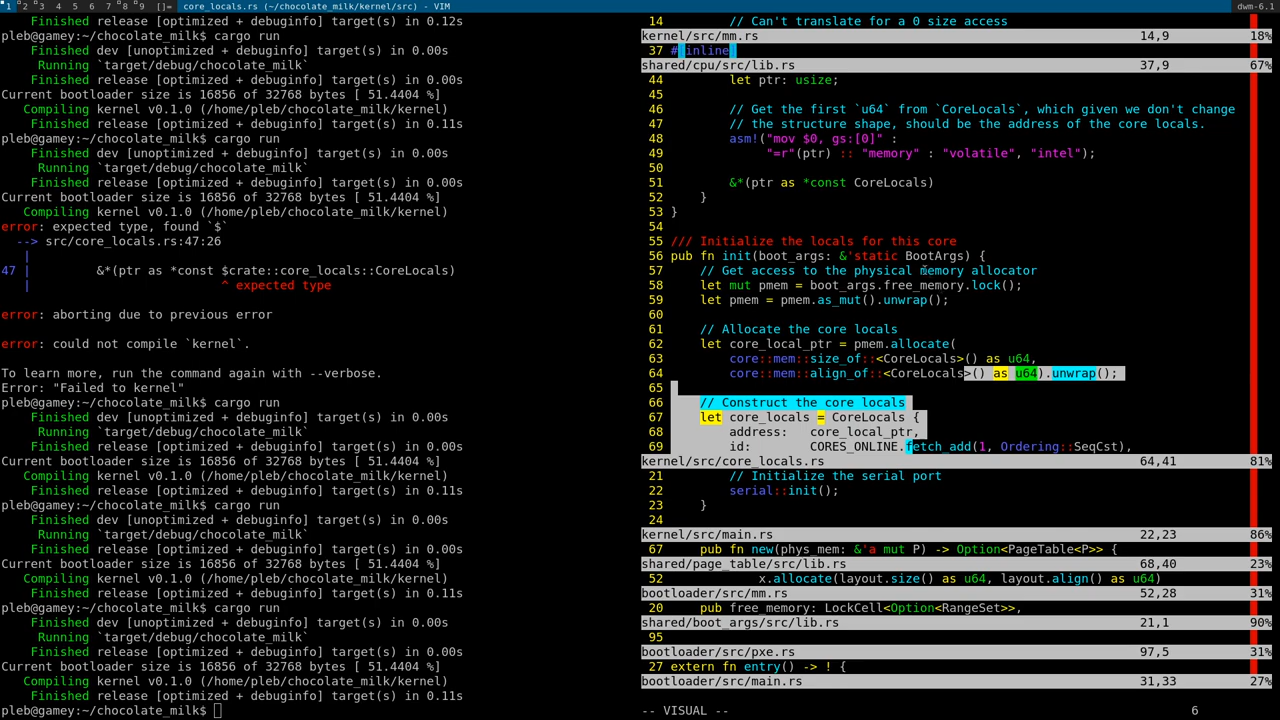 1 2 3 4 5 6 7 8 9 []= core_locals.rs (~/chocolate_milk/kernel/src) - VIM dwm-6.1
Finished release [optimized + debuginfo] target(s) in 0.12s
pleb@gamey:~/chocolate_milk$ cargo run
Finished dev [unoptimized + debuginfo] target(s) in 0.00s
Running `target/debug/chocolate_milk`
Finished release [optimized + debuginfo] target(s) in 0.00s
Current bootloader size is 16856 of 32768 bytes [ 51.4404 %]
Compiling kernel v0.1.0 (/home/pleb/chocolate_milk/kernel)
Finished release [optimized + debuginfo] target(s) in 0.11s
pleb@gamey:~/chocolate_milk$ cargo run
Finished dev [unoptimized + debuginfo] target(s) in 0.00s
Running `target/debug/chocolate_milk`
Finished release [optimized + debuginfo] target(s) in 0.00s
Current bootloader size is 16856 of 32768 bytes [ 51.4404 %]
Compiling kernel v0.1.0 (/home/pleb/chocolate_milk/kernel)
error: expected type, found `$`
--> src/core_locals.rs:47:26
|
47 | &*(ptr as *const $crate::core_locals::CoreLocals)
| ^ expected type
error: aborting due to previous error
error: could not compile `kernel`.
To learn more, run the command again with --verbose.
Error: "Failed to kernel"
pleb@gamey:~/chocolate_milk$ cargo run
Finished dev [unoptimized + debuginfo] target(s) in 0.00s
Running `target/debug/chocolate_milk`
Finished release [optimized + debuginfo] target(s) in 0.00s
Current bootloader size is 16856 of 32768 bytes [ 51.4404 %]
Compiling kernel v0.1.0 (/home/pleb/chocolate_milk/kernel)
Finished release [optimized + debuginfo] target(s) in 0.11s
pleb@gamey:~/chocolate_milk$ cargo run
Finished dev [unoptimized + debuginfo] target(s) in 0.00s
Running `target/debug/chocolate_milk`
Finished release [optimized + debuginfo] target(s) in 0.00s
Current bootloader size is 16856 of 32768 bytes [ 51.4404 %]
Compiling kernel v0.1.0 (/home/pleb/chocolate_milk/kernel)
Finished release [optimized + debuginfo] target(s) in 0.11s
pleb@gamey:~/chocolate_milk$ cargo run
Finished dev [unoptimized + debuginfo] target(s) in 0.00s
Running `target/debug/chocolate_milk`
Finished release [optimized + debuginfo] target(s) in 0.00s
Current bootloader size is 16856 of 32768 bytes [ 51.4404 %]
Compiling kernel v0.1.0 (/home/pleb/chocolate_milk/kernel)
Finished release [optimized + debuginfo] target(s) in 0.11s
pleb@gamey:~/chocolate_milk$
14 // Can't translate for a 0 size access
kernel/src/mm.rs 14,9 18%
37 #[inline]
shared/cpu/src/lib.rs 37,9 67%
44 let ptr: usize;
45
46 // Get the first `u64` from `CoreLocals`, which given we don't change
47 // the structure shape, should be the address of the core locals.
48 asm!("mov $0, gs:[0]" :
49 "=r"(ptr) :: "memory" : "volatile", "intel");
50
51 &*(ptr as *const CoreLocals)
52 }
53 }
54
55 /// Initialize the locals for this core
56 pub fn init(boot_args: &'static BootArgs) {
57 // Get access to the physical memory allocator
58 let mut pmem = boot_args.free_memory.lock();
59 let pmem = pmem.as_mut().unwrap();
60
61 // Allocate the core locals
62 let core_local_ptr = pmem.allocate(
63 core::mem::size_of::<CoreLocals>() as u64,
64 core::mem::align_of::<CoreLocals>() as u64).unwrap();
65
66 // Construct the core locals
67 let core_locals = CoreLocals {
68 address: core_local_ptr,
69 id: CORES_ONLINE.fetch_add(1, Ordering::SeqCst),
kernel/src/core_locals.rs 64,41 81%
21 // Initialize the serial port
22 serial::init();
23 }
24
kernel/src/main.rs 22,23 86%
67 pub fn new(phys_mem: &'a mut P) -> Option<PageTable<P>> {
shared/page_table/src/lib.rs 68,40 23%
52 x.allocate(layout.size() as u64, layout.align() as u64)
bootloader/src/mm.rs 52,28 31%
20 pub free_memory: LockCell<Option<RangeSet>>,
shared/boot_args/src/lib.rs 21,1 90%
95
bootloader/src/pxe.rs 97,5 31%
27 extern fn entry() -> ! {
bootloader/src/main.rs 31,33 27%
-- VISUAL -- 6